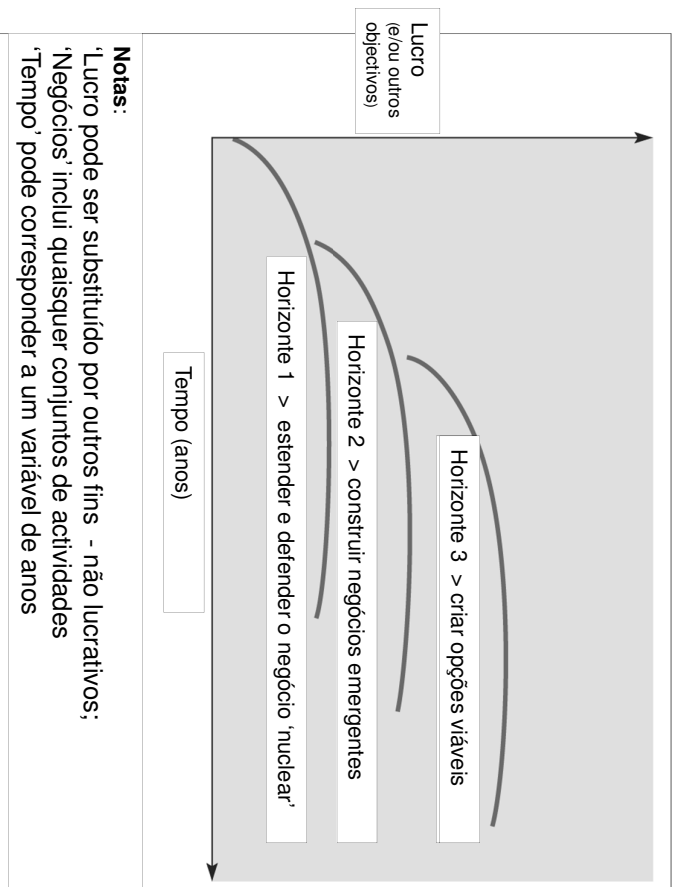 Lucro
(e/ou outros
objectivos)
Horizonte 3 > criar opções viáveis
Horizonte 2 > construir negócios emergentes
Horizonte 1 > estender e defender o negócio ‘nuclear’
Tempo (anos)
Notas:
‘Lucro pode ser substituído por outros fins - não lucrativos;
‘Negócios’ inclui quaisquer conjuntos de actividades
‘Tempo’ pode corresponder a um variável de anos